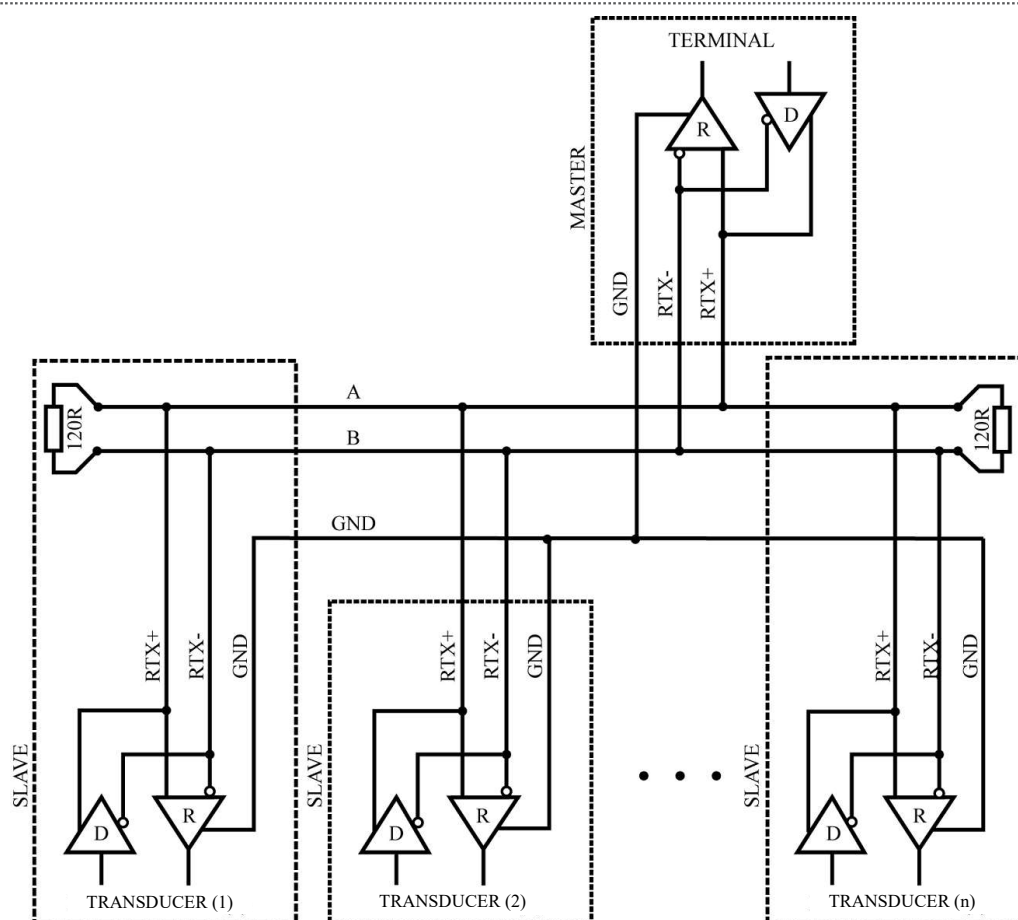 TERMINAL
R
D
MASTER
GND
RTX-
RTX+
120R
A
B
120R
GND
SLAVE
RTX+
RTX-
GND
D
R
TRANSDUCER (1)
SLAVE
RTX+
RTX-
GND
D
R
TRANSDUCER (2)
SLAVE
RTX+
RTX-
GND
D
R
TRANSDUCER (n)